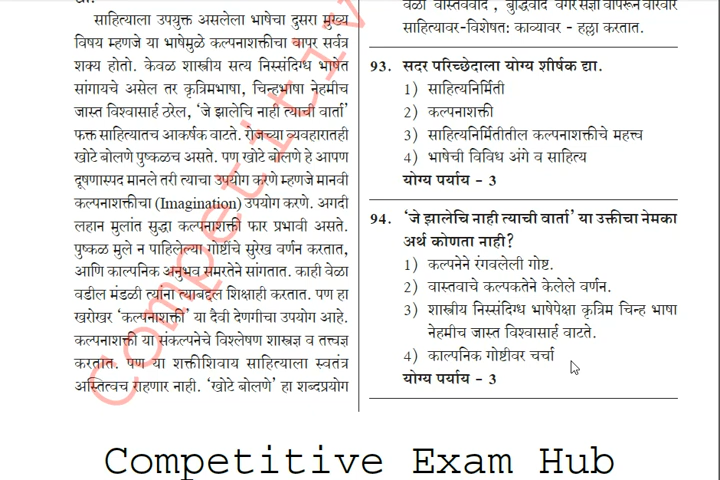 साहित्याला उपयुक्त असलेला भाषेचा दुसरा मुख्य
विषय म्हणजे या भाषेमुळे कल्पनाशक्तीचा वापर सर्वत्र
शक्य होतो. केवळ शास्त्रीय सत्य निस्संदिग्ध भाषेत
सांगायचे असेल तर कृत्रिमभाषा, चिन्हभाषा नेहमीच
जास्त विश्वासार्ह ठरेल, ‘जे झालेचि नाही त्याची वार्ता’
फक्त साहित्यातच आकर्षक वाटते. रोजच्या व्यवहारातही
खोटे बोलणे पुष्कळच असते. पण खोटे बोलणे हे आपण
दूषणास्पद मानले तरी त्याचा उपयोग करणे म्हणजे मानवी
कल्पनाशक्तीचा (Imagination) उपयोग करणे. अगदी
लहान मुलांत सुद्धा कल्पनाशक्ती फार प्रभावी असते.
पुष्कळ मुले न पाहिलेल्या गोष्टींचे सुरेख वर्णन करतात,
आणि काल्पनिक अनुभव समरतेने सांगतात. काही वेळा
वडील मंडळी त्यांना त्याबद्दल शिक्षाही करतात. पण हा
खरोखर ‘कल्पनाशक्ती’ या दैवी देणगीचा उपयोग आहे.
कल्पनाशक्ती या संकल्पनेचे विश्लेषण शास्त्रज्ञ व तत्त्वज्ञ
करतात. पण या शक्तीशिवाय साहित्याला स्वतंत्र
अस्तित्वच राहणार नाही. ‘खोटे बोलणे’ हा शब्दप्रयोग
वेळा वास्तववाद, बुद्धिवाद वगैरे संज्ञा वापरून वारंवार
साहित्यावर-विशेषत: काव्यावर - हल्ला करतात.
93. सदर परिच्छेदाला योग्य शीर्षक द्या.
1) साहित्यनिर्मिती
2) कल्पनाशक्ती
3) साहित्यनिर्मितीतील कल्पनाशक्तीचे महत्त्व
4) भाषेची विविध अंगे व साहित्य
योग्य पर्याय - 3
94. ‘जे झालेचि नाही त्याची वार्ता’ या उक्तीचा नेमका
अर्थ कोणता नाही?
1) कल्पनेने रंगवलेली गोष्ट.
2) वास्तवाचे कल्पकतेने केलेले वर्णन.
3) शास्त्रीय निस्संदिग्ध भाषेपेक्षा कृत्रिम चिन्ह भाषा
नेहमीच जास्त विश्वासार्ह वाटते.
4) काल्पनिक गोष्टीवर चर्चा
योग्य पर्याय - 3
Competitiv
Competitive Exam Hub